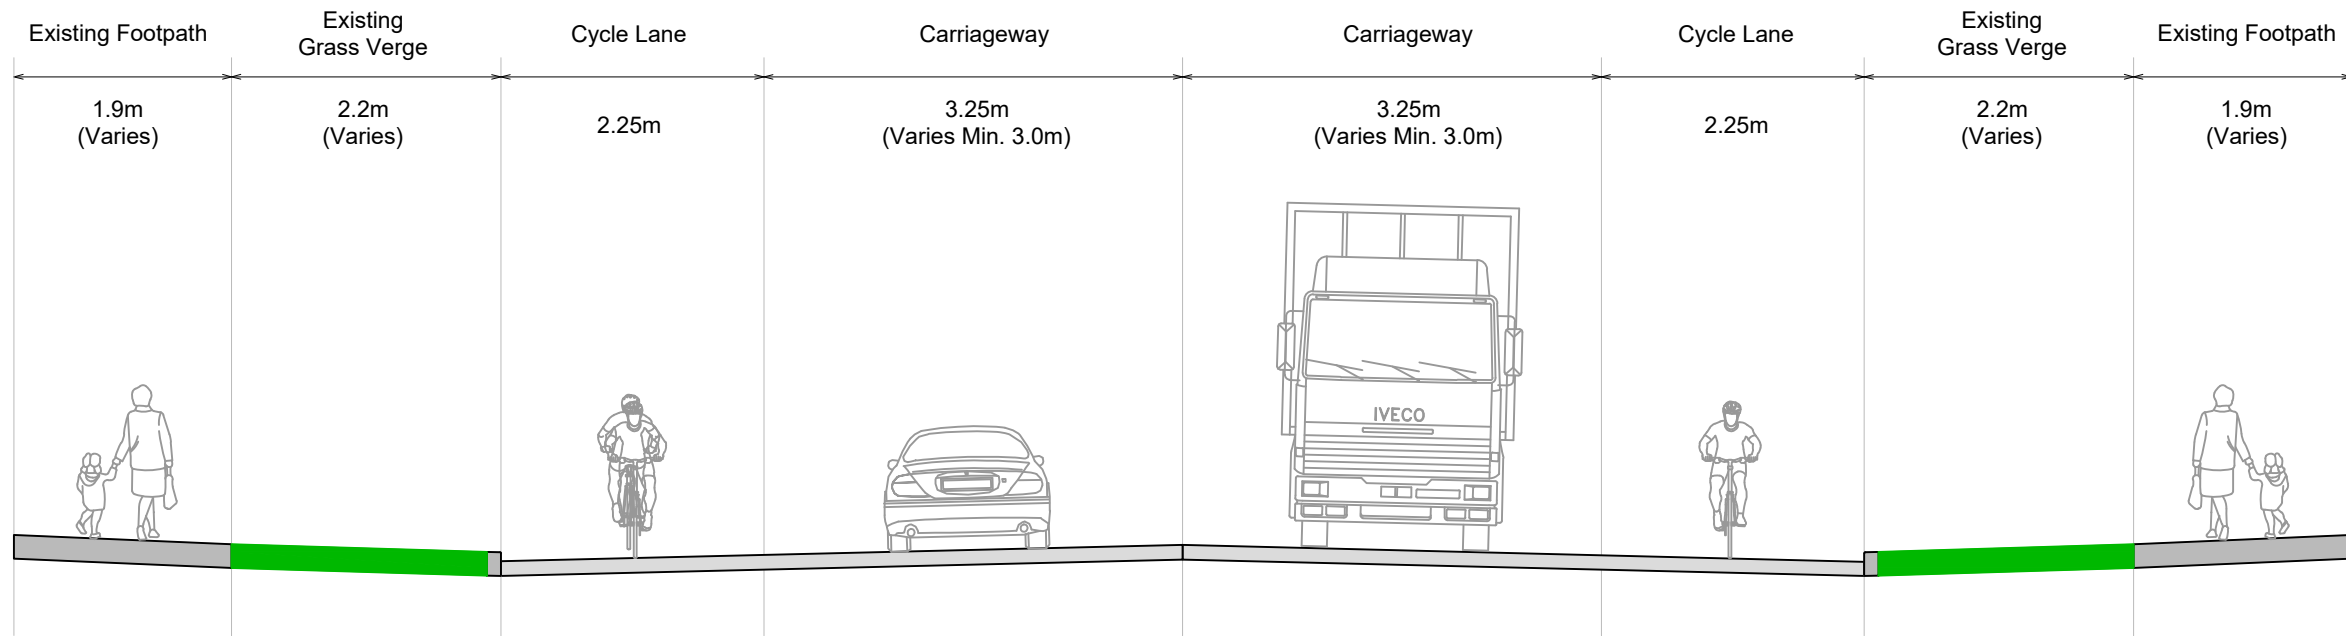 Existing Footpath
Existing
Grass Verge
Cycle Lane
Carriageway
Carriageway
Cycle Lane
Existing
Grass Verge
Existing Footpath
1.9m
(Varies)
2.2m
(Varies)
2.25m
3.25m
(Varies Min. 3.0m)
3.25m
(Varies Min. 3.0m)
2.25m
2.2m
(Varies)
1.9m
(Varies)
IVECO